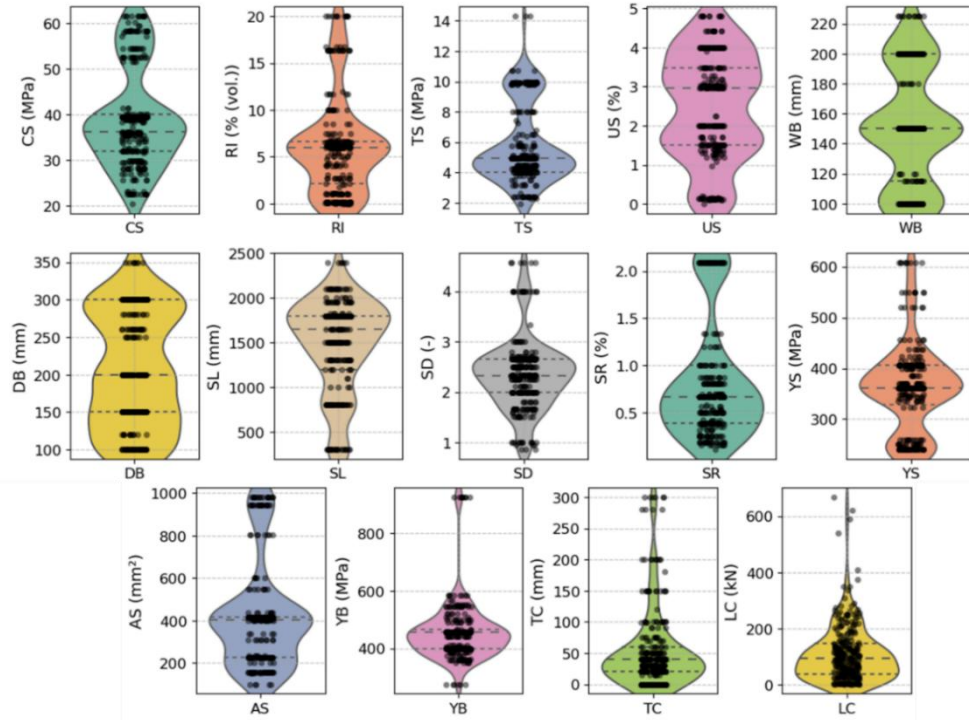 CS (MPa)
60
50
40
30
20
CS
RI (% (vol.))
20
15
10
5
0
RI
TS (MPa)
14
12
10
8
6
4
2
TS
US (%)
5
4
3
2
1
0
US
WB (mm)
225
200
175
150
125
100
WB
DB (mm)
350
300
250
200
150
100
DB
SL (mm)
2500
2000
1500
1000
500
SL
SD (-)
4
3
2
1
SD
SR (%)
2.0
1.5
1.0
0.5
SR
YS (MPa)
600
500
400
300
YS
AS (mm²)
1000
800
600
400
200
AS
YB (MPa)
800
600
400
YB
TC (mm)
300
250
200
150
100
50
0
TC
LC (kN)
600
400
200
0
LC